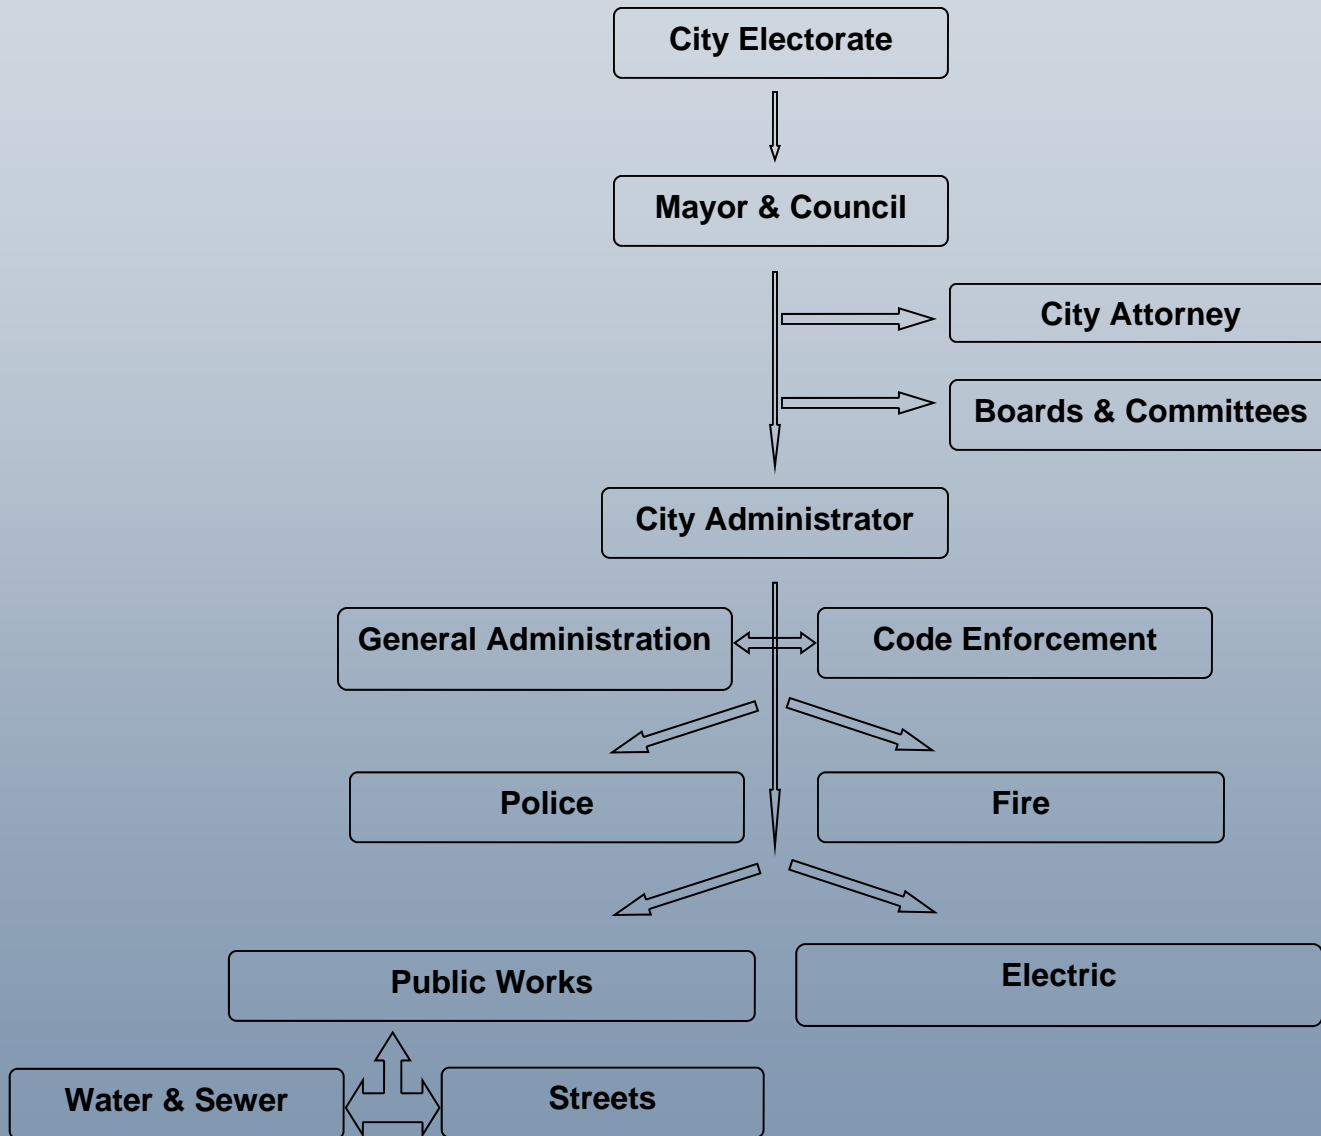 City Electorate
Mayor & Council
City Attorney
Boards & Committees
City Administrator
General Administration
Code Enforcement
Police
Fire
Public Works
Electric
Water & Sewer
Streets